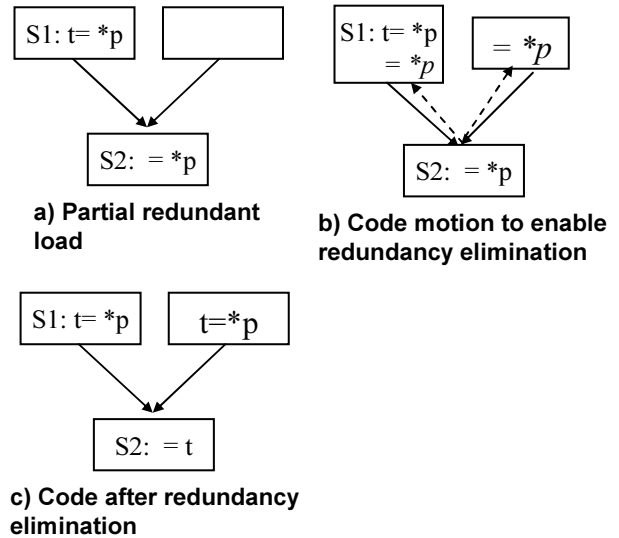 S1: t= *p
S2: = *p
a) Partial redundant
load
S1: t= *p
= *p
= *p
S2: = *p
b) Code motion to enable
redundancy elimination
S1: t= *p
t=*p
S2: = t
c) Code after redundancy
elimination